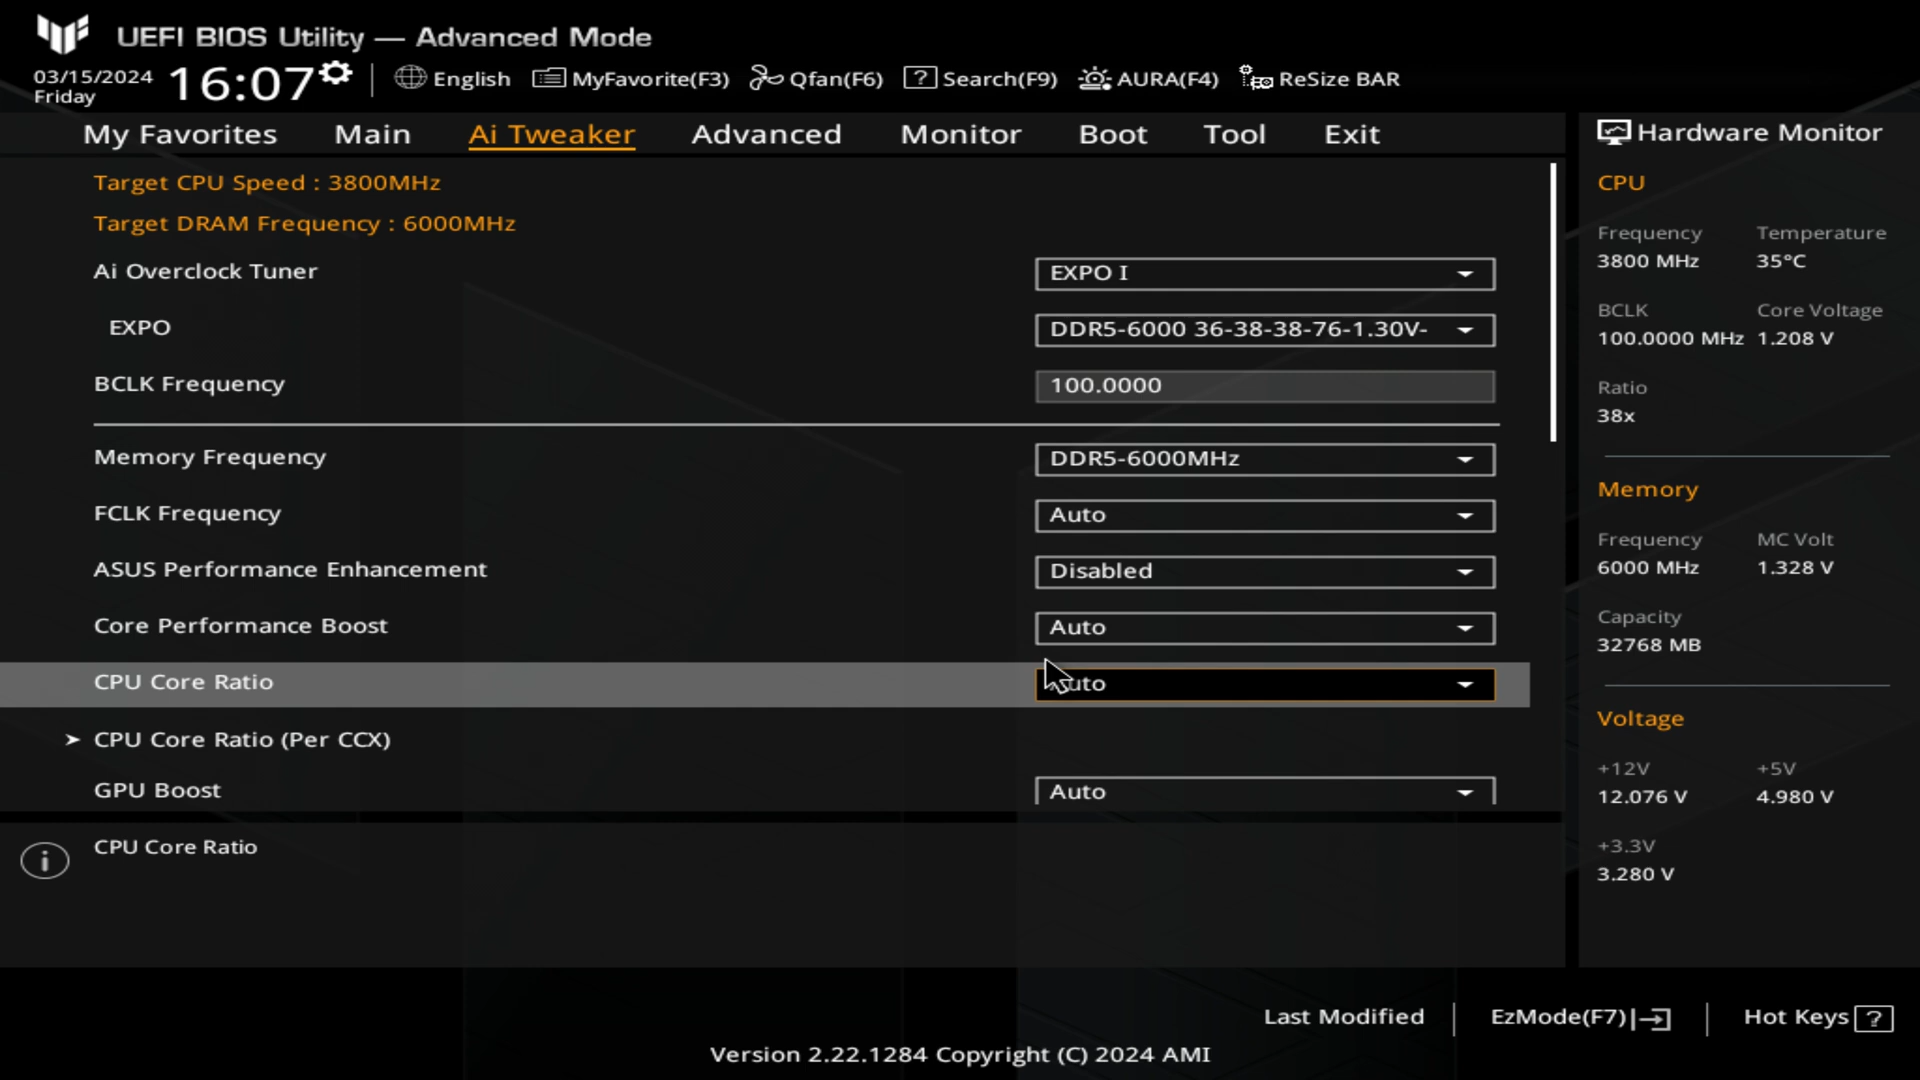 UEFI BIOS Utility — Advanced Mode
03/15/2024
Friday
16:07
English
MyFavorite(F3)
Qfan(F6)
? Search(F9)
AURA(F4)
ReSize BAR
My Favorites
Main
Ai Tweaker
Advanced
Monitor
Boot
Tool
Exit
Target CPU Speed : 3800MHz
Target DRAM Frequency : 6000MHz
Ai Overclock Tuner
EXPO I
EXPO
DDR5-6000 36-38-38-76-1.30V-
BCLK Frequency
100.0000
Memory Frequency
DDR5-6000MHz
FCLK Frequency
Auto
ASUS Performance Enhancement
Disabled
Core Performance Boost
Auto
CPU Core Ratio
Auto
CPU Core Ratio (Per CCX)
GPU Boost
Auto
i
CPU Core Ratio
Hardware Monitor
CPU
Frequency Temperature
3800 MHz 35°C
BCLK Core Voltage
100.0000 MHz 1.208 V
Ratio
38x
Memory
Frequency MC Volt
6000 MHz 1.328 V
Capacity
32768 MB
Voltage
+12V +5V
12.076 V 4.980 V
+3.3V
3.280 V
Last Modified
EzMode(F7)
Hot Keys ?
Version 2.22.1284 Copyright (C) 2024 AMI